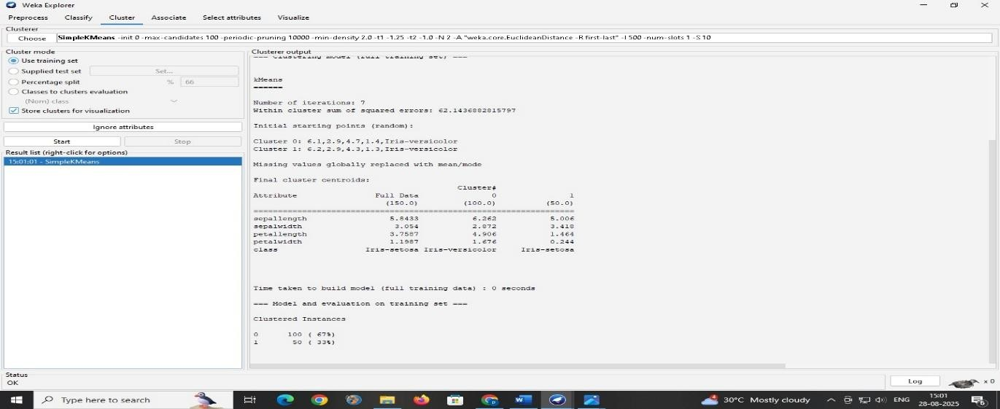 Weka Explorer
Preprocess Classify Cluster Associate Select attributes Visualize
Clusterer
Choose SimpleKMeans -init 0 -max-candidates 100 -periodic-pruning 10000 -min-density 2.0 -t1 -1.25 -t2 -1.0 -N 2 -A "weka.core.EuclideanDistance -R first-last" -I 500 -num-slots 1 -S 10
Cluster mode
Use training set
Supplied test set Set...
Percentage split % 66
Classes to clusters evaluation
(Nom) class
Store clusters for visualization
Ignore attributes
Start Stop
Result list (right-click for options)
15:01:01 - SimpleKMeans
Clusterer output
=== Clustering model (full training set) ===
kMeans
======
Number of iterations: 7
Within cluster sum of squared errors: 62.1436882815797
Initial starting points (random):
Cluster 0: 6.1,2.9,4.7,1.4,Iris-versicolor
Cluster 1: 6.2,2.9,4.3,1.3,Iris-versicolor
Missing values globally replaced with mean/mode
Final cluster centroids:
Cluster#
Attribute Full Data 0 1
(150.0) (100.0) (50.0)
sepallength 5.8433 6.262 5.006
sepalwidth 3.054 2.872 3.418
petallength 3.7587 4.906 1.464
petalwidth 1.1987 1.676 0.244
class Iris-setosa Iris-versicolor Iris-setosa
Time taken to build model (full training data) : 0 seconds
=== Model and evaluation on training set ===
Clustered Instances
0 100 ( 67%)
1 50 ( 33%)
Status
OK
Log x 0
Type here to search
30°C Mostly cloudy
ENG
15:01
28-08-2025